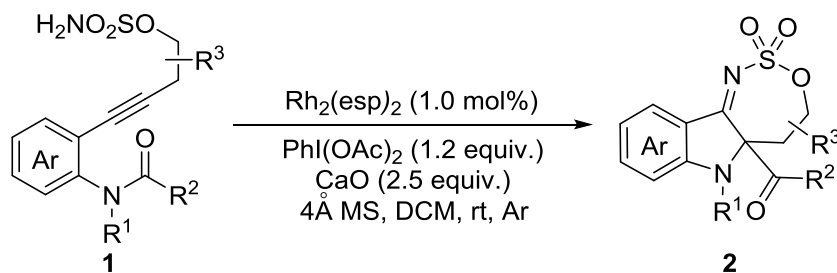 H2NO2SO
R3
Ar
O
N
R2
R1
1
Rh2(esp)2 (1.0 mol%)
PhI(OAc)2 (1.2 equiv.)
CaO (2.5 equiv.)
4Å MS, DCM, rt, Ar
O
O
S
N
O
R3
Ar
N
R2
R1
O
2